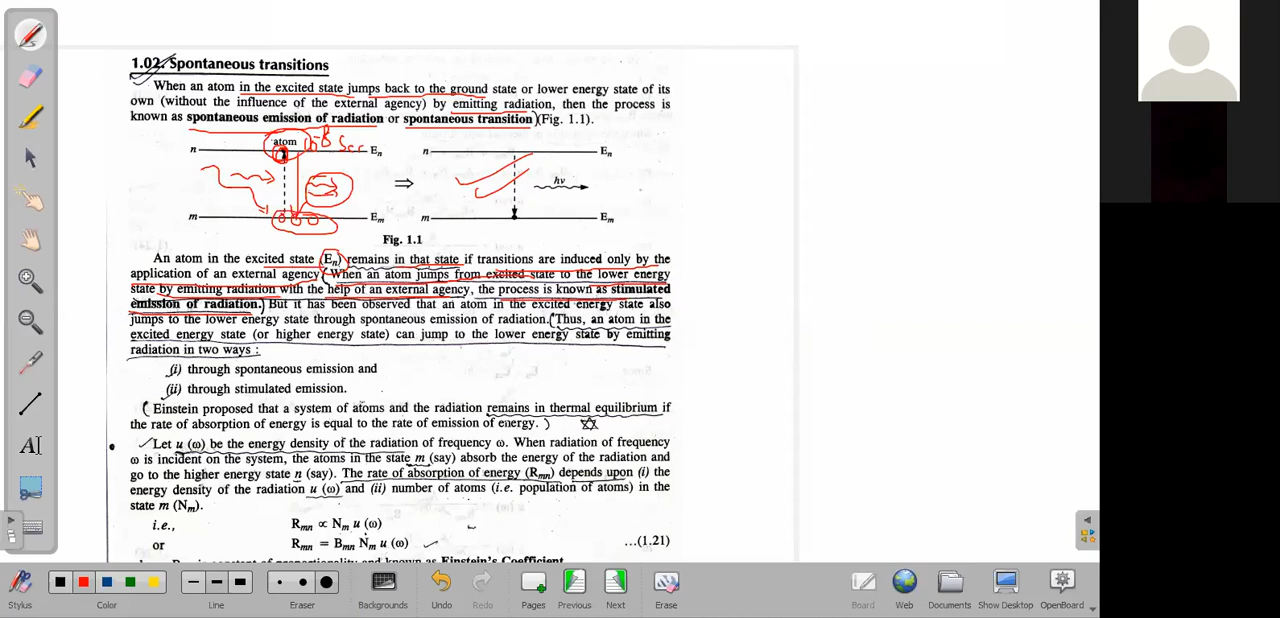 1.02. Spontaneous transitions
When an atom in the excited state jumps back to the ground state or lower energy state of its
own (without the influence of the external agency) by emitting radiation, then the process is
known as spontaneous emission of radiation or spontaneous transition (Fig. 1.1).
atom
n En n En
hν
⇒
m Em m Em
Fig. 1.1
An atom in the excited state (En) remains in that state if transitions are induced only by the
application of an external agency (When an atom jumps from excited state to the lower energy
state by emitting radiation with the help of an external agency, the process is known as stimulated
emission of radiation.) But it has been observed that an atom in the excited energy state also
jumps to the lower energy state through spontaneous emission of radiation. (Thus, an atom in the
excited energy state (or higher energy state) can jump to the lower energy state by emitting
radiation in two ways :
(i) through spontaneous emission and
(ii) through stimulated emission.
( Einstein proposed that a system of atoms and the radiation remains in thermal equilibrium if
the rate of absorption of energy is equal to the rate of emission of energy. )
Let u (ω) be the energy density of the radiation of frequency ω. When radiation of frequency
ω is incident on the system, the atoms in the state m (say) absorb the energy of the radiation and
go to the higher energy state n (say). The rate of absorption of energy (Rmn) depends upon (i) the
energy density of the radiation u (ω) and (ii) number of atoms (i.e. population of atoms) in the
state m (Nm).
i.e., Rmn ∝ Nm u (ω)
or Rmn = Bmn Nm u (ω) ...(1.21)
constant of proportionality and known as Einstein's Coefficient
Stylus Color Line Eraser Backgrounds Undo Redo Pages Previous Next Erase Board Web Documents Show Desktop OpenBoard